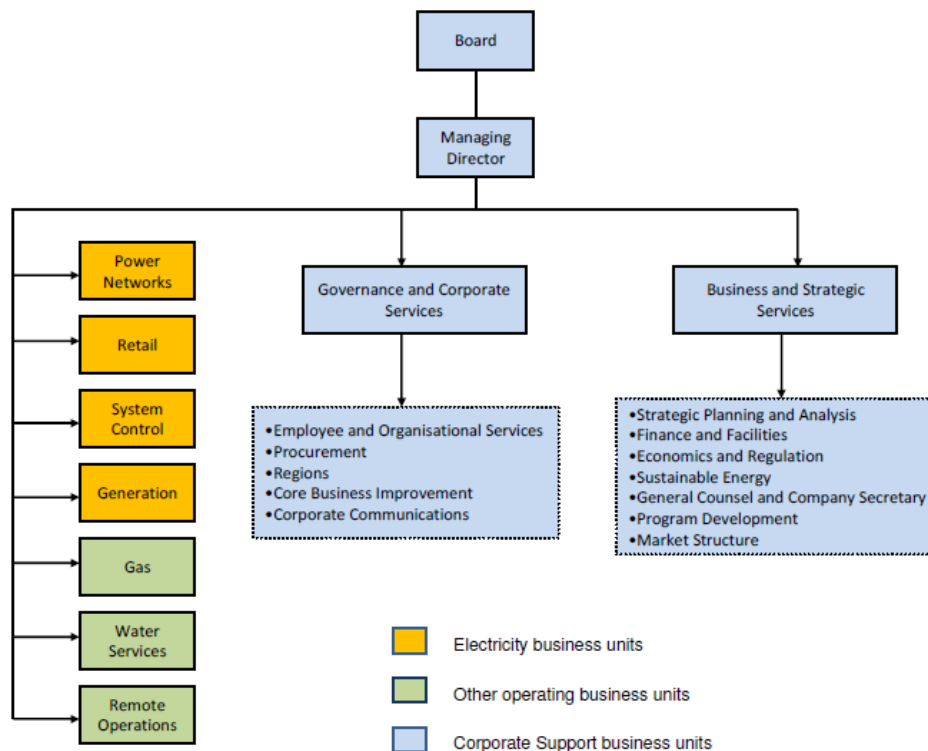 Board
Managing
Director
Power
Networks
Retail
System
Control
Generation
Gas
Water
Services
Remote
Operations
Governance and Corporate
Services
•Employee and Organisational Services
•Procurement
•Regions
•Core Business Improvement
•Corporate Communications
Business and Strategic
Services
•Strategic Planning and Analysis
•Finance and Facilities
•Economics and Regulation
•Sustainable Energy
•General Counsel and Company Secretary
•Program Development
•Market Structure
Electricity business units
Other operating business units
Corporate Support business units